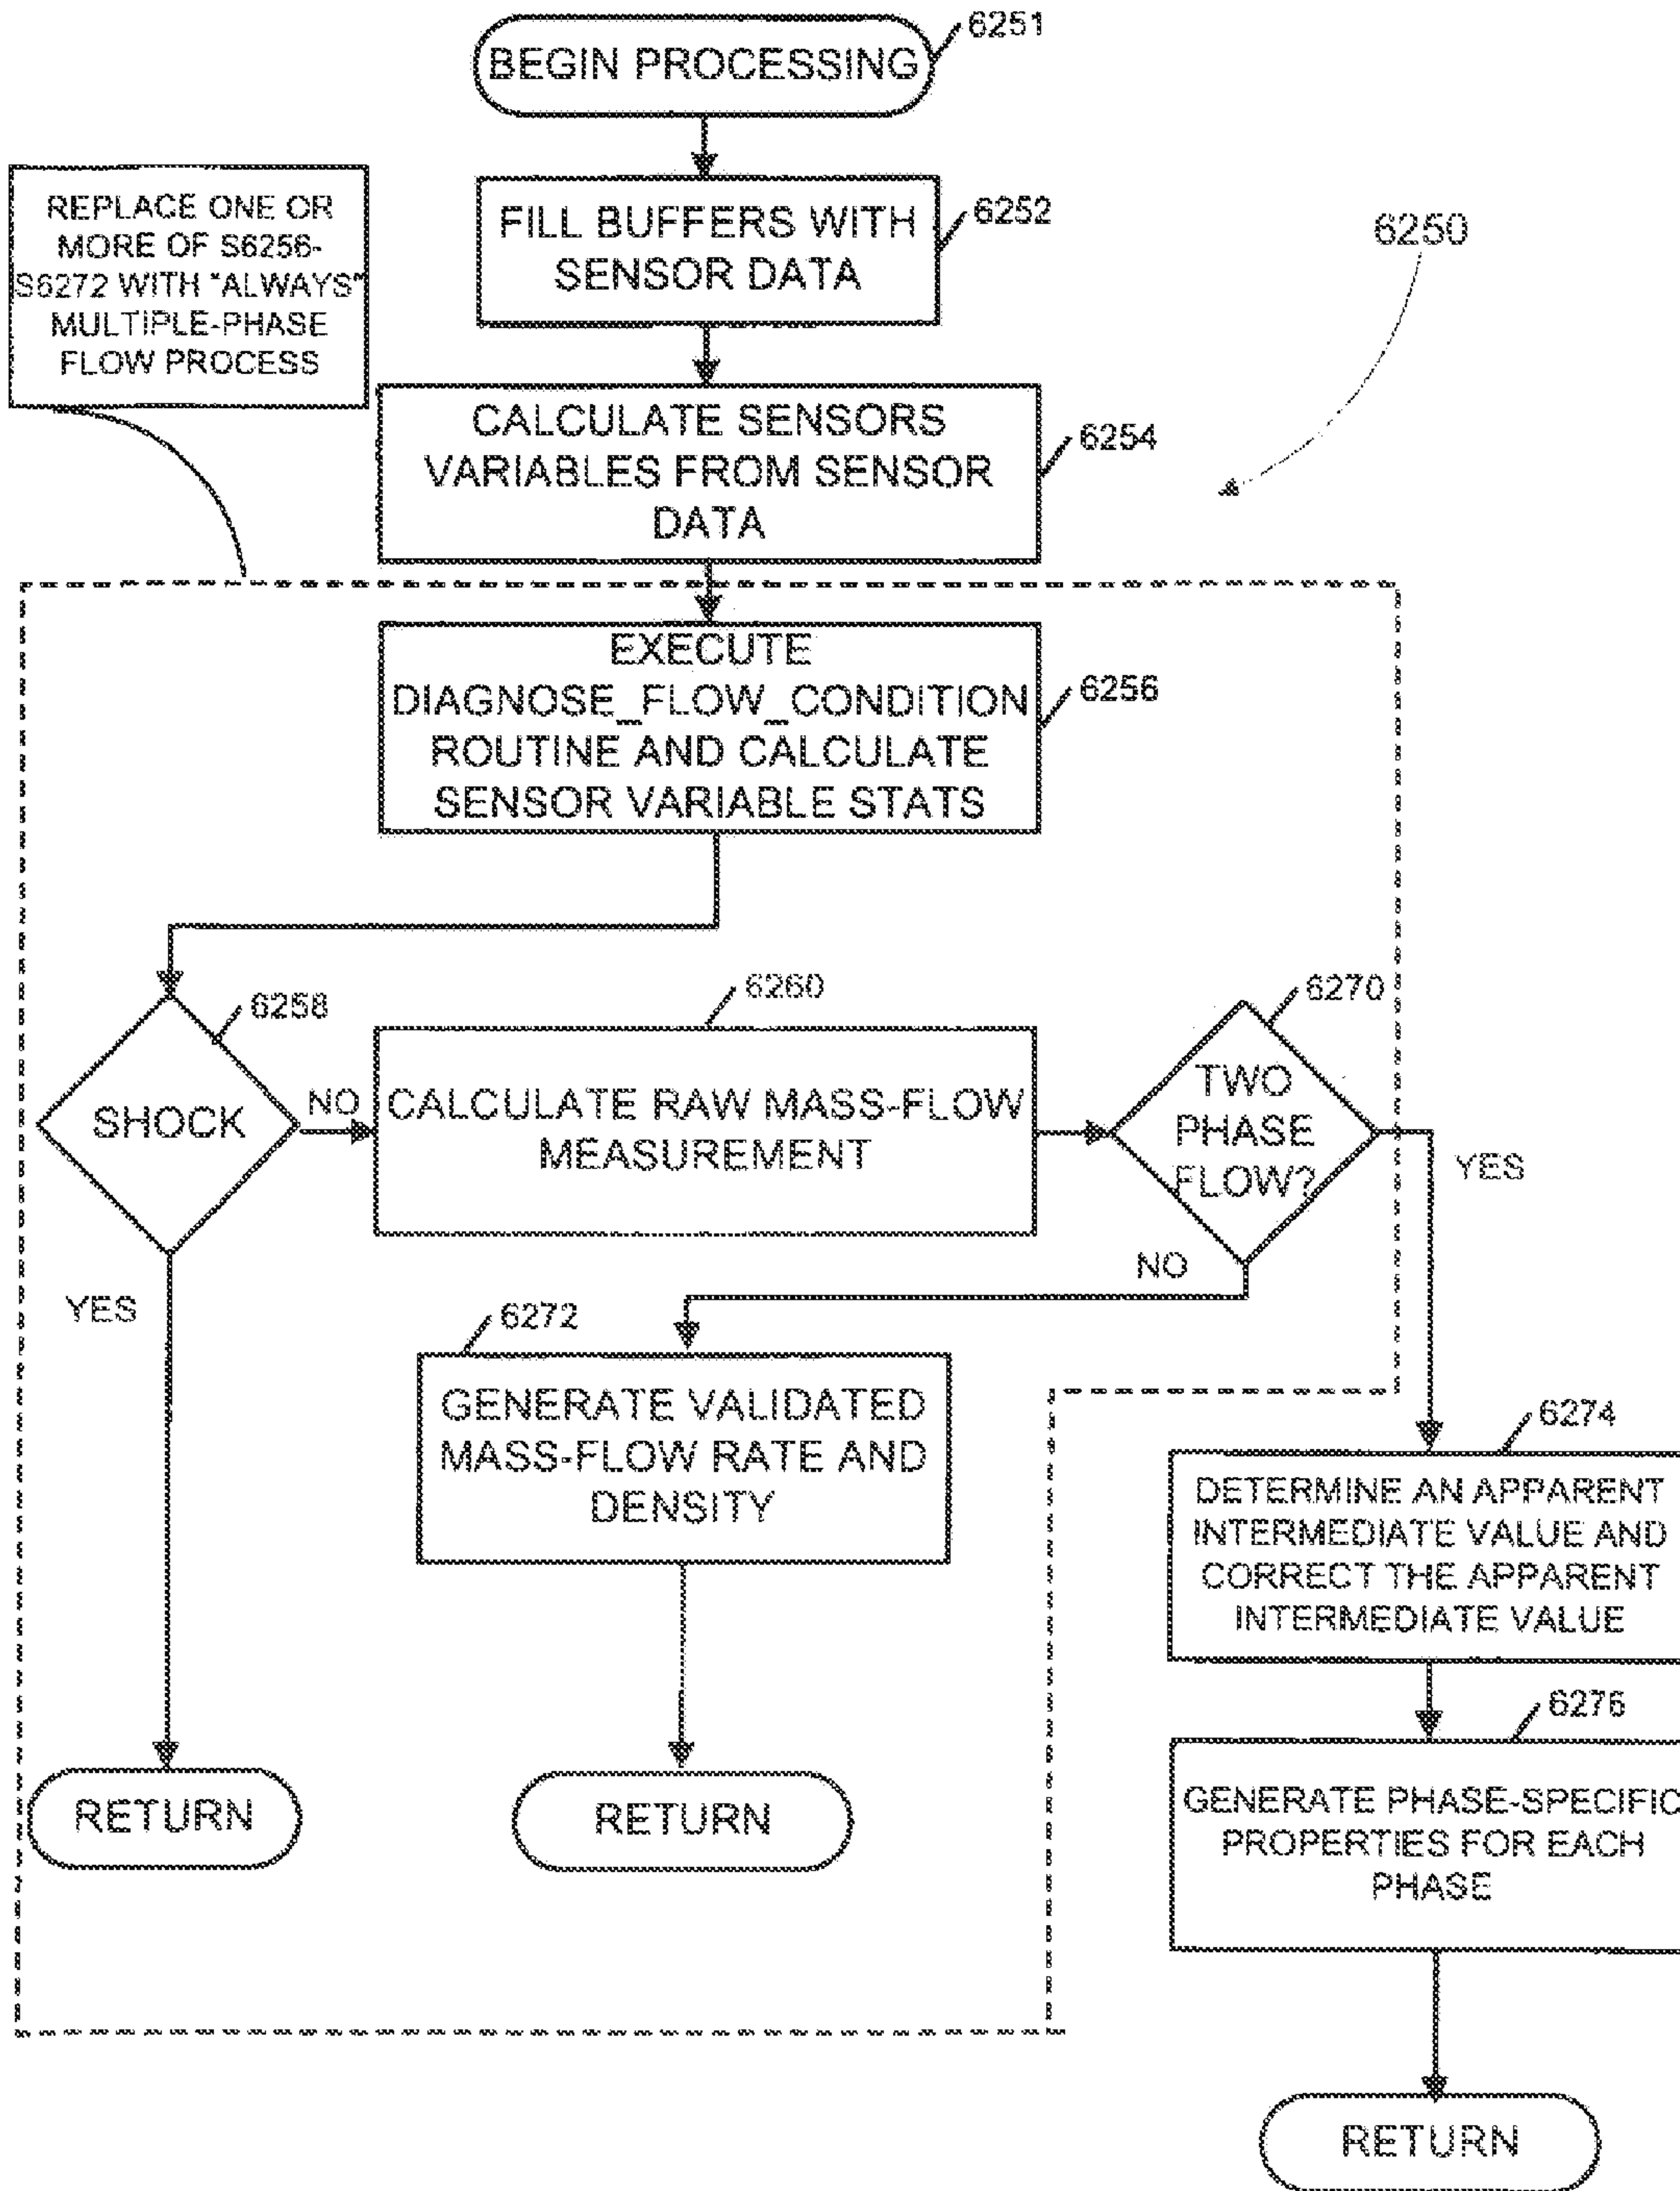 BEGIN PROCESSING
6251
REPLACE ONE OR
MORE OF S6256-
S6272 WITH "ALWAYS"
MULTIPLE-PHASE
FLOW PROCESS
FILL BUFFERS WITH
SENSOR DATA
6252
6250
CALCULATE SENSORS
VARIABLES FROM SENSOR
DATA
6254
EXECUTE
DIAGNOSE_FLOW_CONDITION
ROUTINE AND CALCULATE
SENSOR VARIABLE STATS
6256
SHOCK
6258
NO
YES
CALCULATE RAW MASS-FLOW
MEASUREMENT
6260
TWO
PHASE
FLOW?
6270
YES
NO
GENERATE VALIDATED
MASS-FLOW RATE AND
DENSITY
6272
DETERMINE AN APPARENT
INTERMEDIATE VALUE AND
CORRECT THE APPARENT
INTERMEDIATE VALUE
6274
GENERATE PHASE-SPECIFIC
PROPERTIES FOR EACH
PHASE
6276
RETURN
RETURN
RETURN